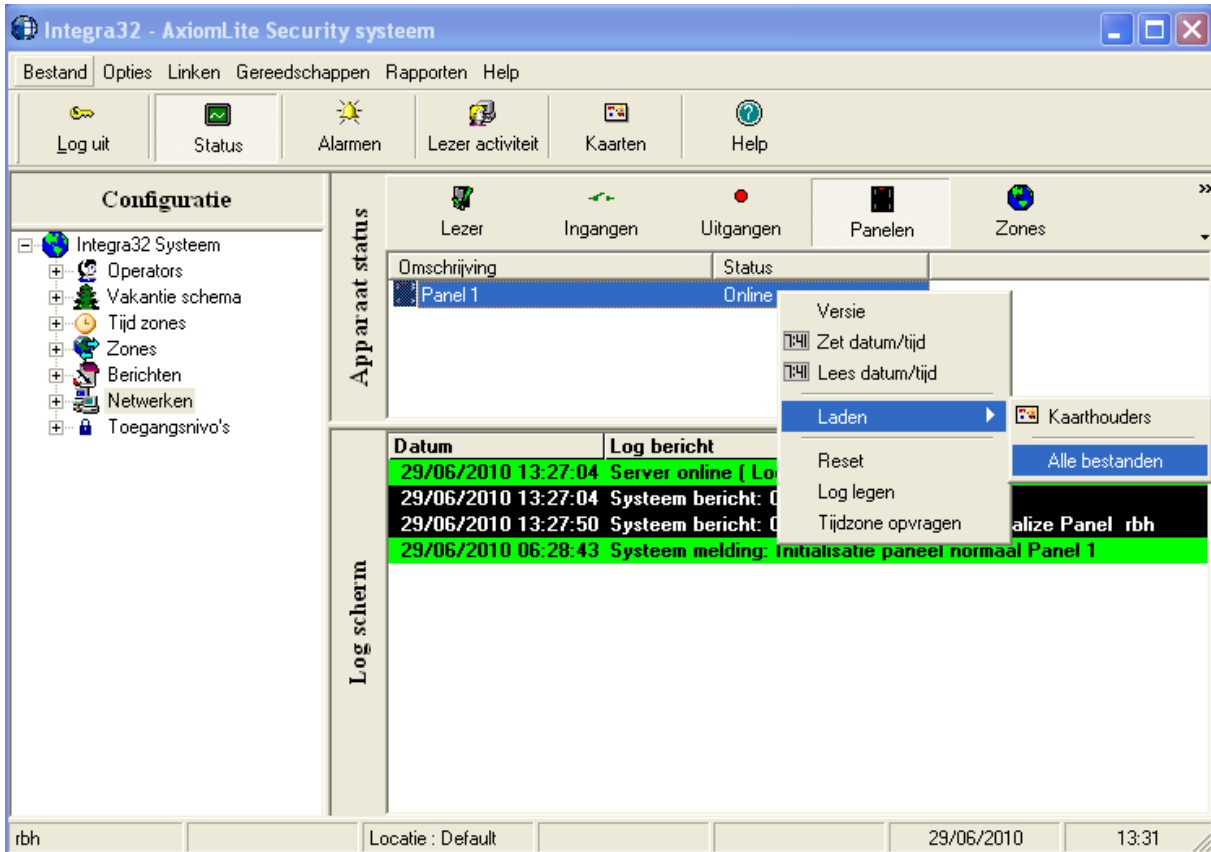 Integra32 - AxiomLite Security systeem
Bestand Opties Linken Gereedschappen Rapporten Help
Log uit Status Alarmen Lezer activiteit Kaarten Help
Configuratie
Integra32 Systeem
Operators
Vakantie schema
Tijd zones
Zones
Berichten
Netwerken
Toegangsnivo's
Apparaat status
Lezer Ingangen Uitgangen Panelen Zones
Omschrijving Status
Panel 1 Online
Versie
7:41 Zet datum/tijd
7:41 Lees datum/tijd
Laden
Reset
Log legen
Tijdzone opvragen
Kaarthouders
Alle bestanden
Log scherm
Datum Log bericht
29/06/2010 13:27:04 Server online ( Lo
29/06/2010 13:27:04 Systeem bericht:
29/06/2010 13:27:50 Systeem bericht: alize Panel rbh
29/06/2010 06:28:43 Systeem melding: Initialisatie paneel normaal Panel 1
rbh Locatie : Default 29/06/2010 13:31